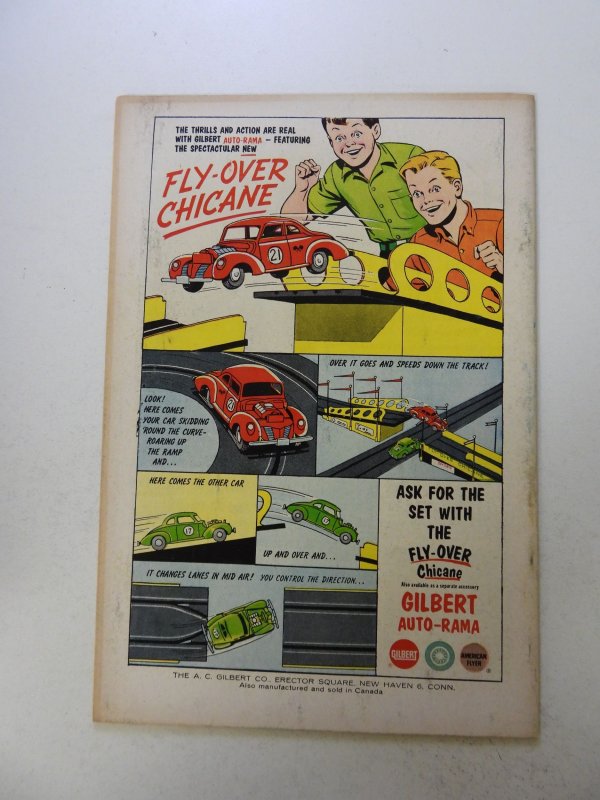 THE THRILLS AND ACTION ARE REAL
WITH GILBERT AUTO-RAMA – FEATURING
THE SPECTACULAR NEW
FLY-OVER
CHICANE
21
LOOK!
HERE COMES
YOUR CAR SKIDDING
'ROUND THE CURVE–
ROARING UP
THE RAMP
AND...
21
OVER IT GOES AND SPEEDS DOWN THE TRACK!
HERE COMES THE OTHER CAR
17
UP AND OVER AND...
IT CHANGES LANES IN MID AIR! YOU CONTROL THE DIRECTION...
ASK FOR THE
SET WITH
THE
FLY-OVER
Chicane
Also available as a separate accessory
GILBERT
AUTO-RAMA
GILBERT
AMERICAN
FLYER
®
THE A. C. GILBERT CO., ERECTOR SQUARE, NEW HAVEN 6, CONN.
Also manufactured and sold in Canada